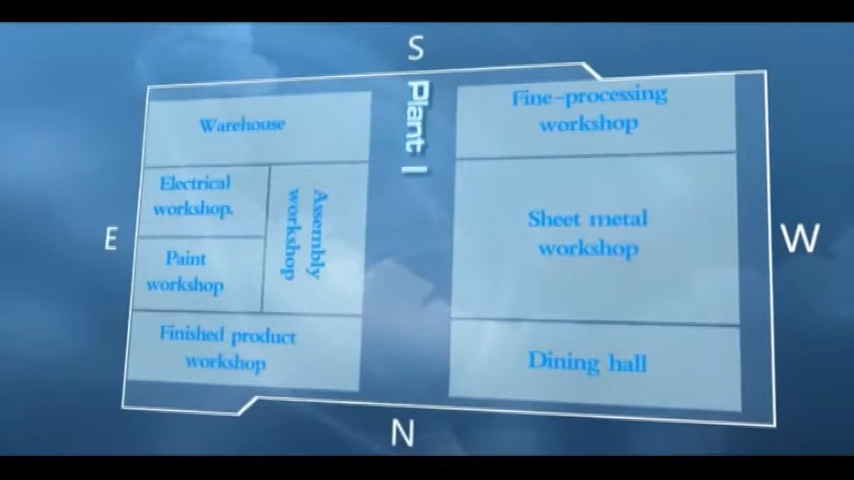 S
Plant 1
Fine-processing
workshop
Warehouse
Electrical
workshop.
Assembly
workshop
Sheet metal
workshop
E
W
Paint
workshop
Finished product
workshop
Dining hall
N